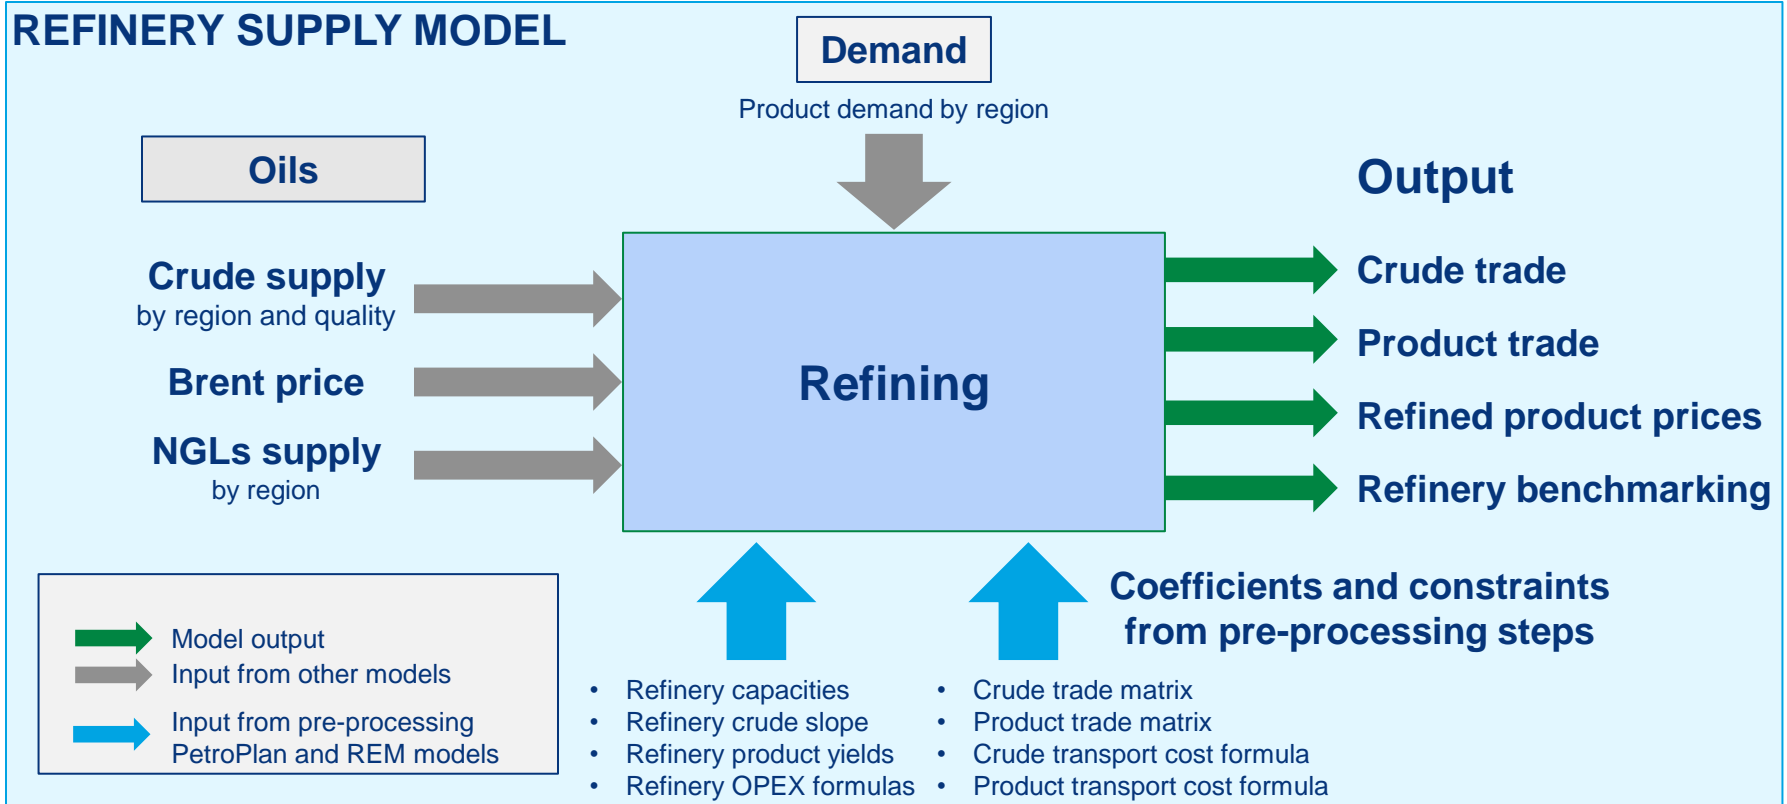 REFINERY SUPPLY MODEL
Demand
Product demand by region
Oils
Crude supply
by region and quality
Brent price
NGLs supply
by region
Refining
Output
Crude trade
Product trade
Refined product prices
Refinery benchmarking
Coefficients and constraints
from pre-processing steps
Model output
Input from other models
Input from pre-processing
PetroPlan and REM models
• Refinery capacities
• Refinery crude slope
• Refinery product yields
• Refinery OPEX formulas
• Crude trade matrix
• Product trade matrix
• Crude transport cost formula
• Product transport cost formula